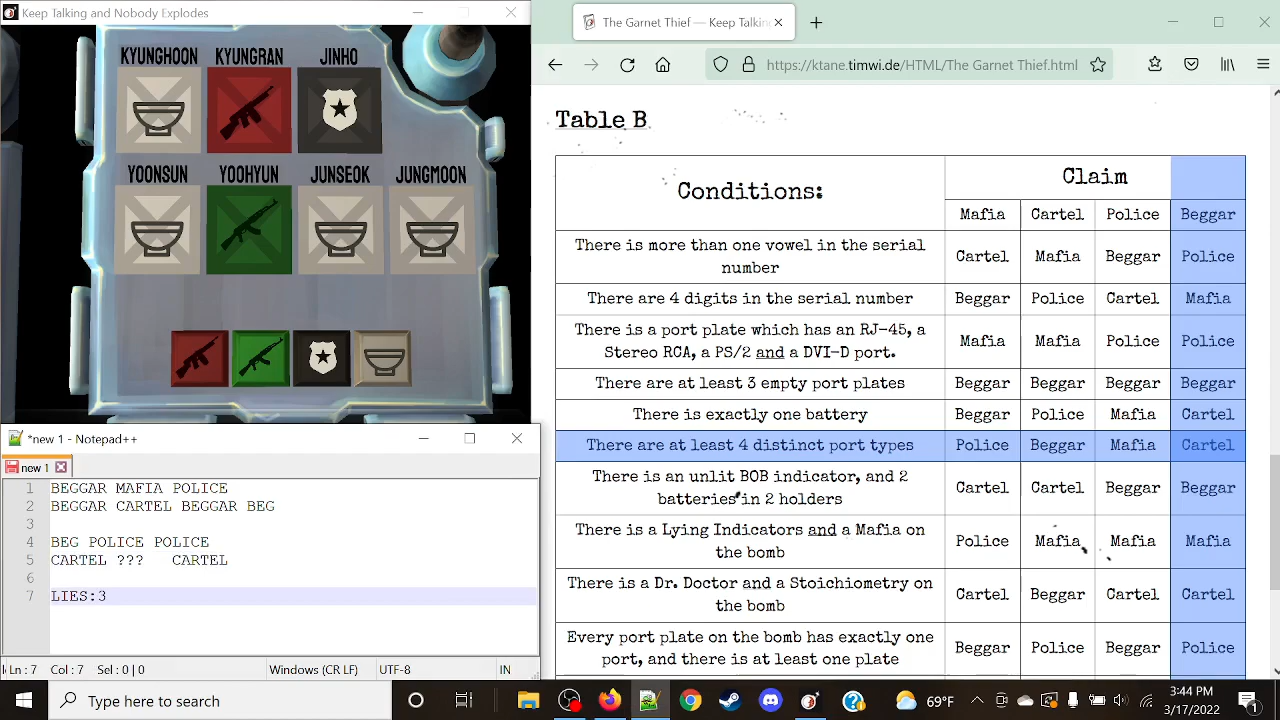 Keep Talking and Nobody Explodes
KYUNGHOON KYUNGRAN JINHO
YOONSUN YOOHYUN JUNSEOK JUNGMOON
*new 1 - Notepad++
new 1
1 BEGGAR MAFIA POLICE
2 BEGGAR CARTEL BEGGAR BEG
3
4 BEG POLICE POLICE
5 CARTEL ??? CARTEL
6
7 LIES:3
Ln : 7 Col : 7 Sel : 0 | 0 Windows (CR LF) UTF-8 IN
The Garnet Thief — Keep Talking
https://ktane.timwi.de/HTML/The Garnet Thief.html
Table B
Conditions: Claim
Mafia Cartel Police Beggar
There is more than one vowel in the serial
number
Cartel Mafia Beggar Police
There are 4 digits in the serial number Beggar Police Cartel Mafia
There is a port plate which has an RJ-45, a
Stereo RCA, a PS/2 and a DVI-D port.
Mafia Mafia Police Police
There are at least 3 empty port plates Beggar Beggar Beggar Beggar
There is exactly one battery Beggar Police Mafia Cartel
There are at least 4 distinct port types Police Beggar Mafia Cartel
There is an unlit BOB indicator, and 2
batteries in 2 holders
Cartel Cartel Beggar Beggar
There is a Lying Indicators and a Mafia on
the bomb
Police Mafia Mafia Mafia
There is a Dr. Doctor and a Stoichiometry on
the bomb
Cartel Beggar Cartel Cartel
Every port plate on the bomb has exactly one
port, and there is at least one plate
Beggar Police Beggar Police
Type here to search
69°F
3:44 PM
3/17/2022
1